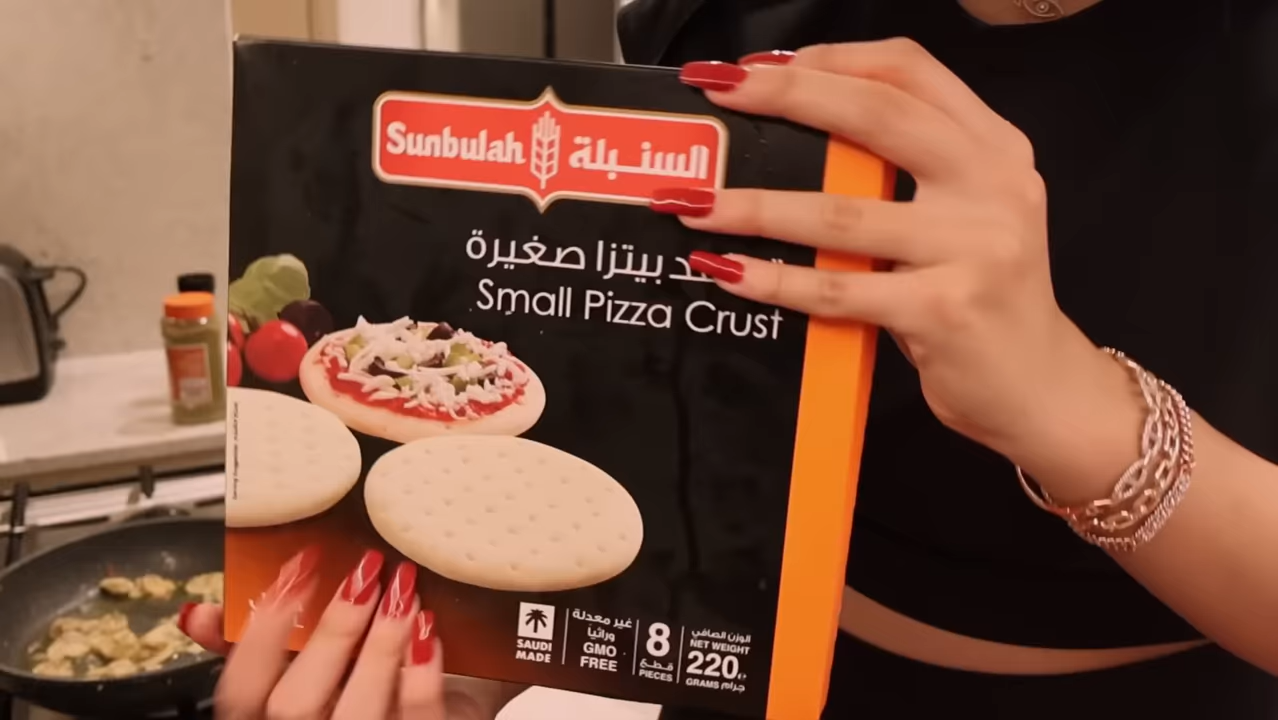 Sunbulah السنبلة
بيتزا صغيرة
Small Pizza Crust
SAUDI
MADE
غير معدلة
وراثياً
GMO
FREE
8
قطع
PIECES
الوزن الصافي
NET WEIGHT
220
GRAMS جرام